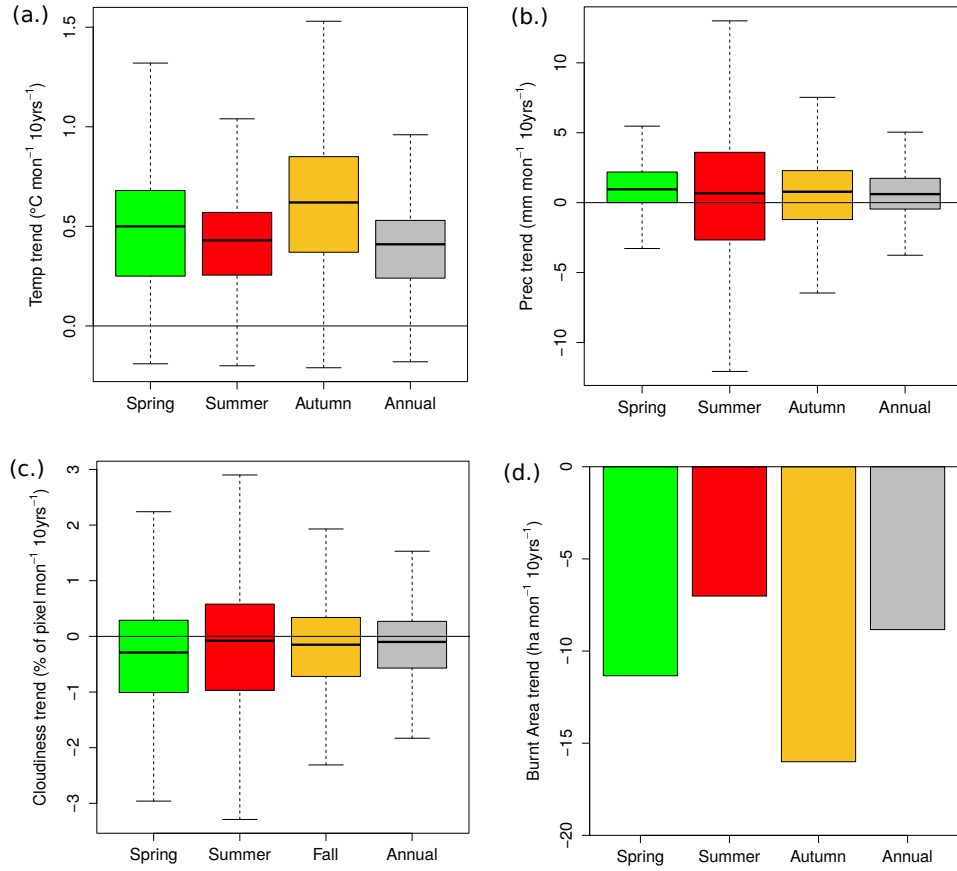 (a.)
Temp trend (°C mon⁻¹ 10yrs⁻¹)
1.5
1.0
0.5
0.0
Spring Summer Autumn Annual
(b.)
Prec trend (mm mon⁻¹ 10yrs⁻¹)
10
5
0
−5
−10
Spring Summer Autumn Annual
(c.)
Cloudiness trend (% of pixel mon⁻¹ 10yrs⁻¹)
3
2
1
0
−1
−2
−3
Spring Summer Fall Annual
(d.)
Burnt Area trend (ha mon⁻¹ 10yrs⁻¹)
0
−5
−10
−15
−20
Spring Summer Autumn Annual